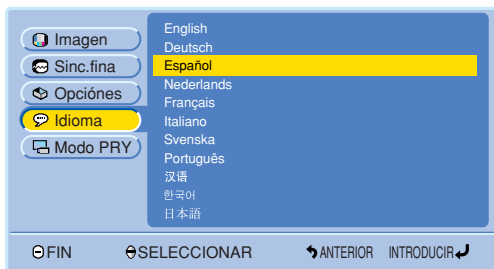 Imagen
Sinc.fina
Opciónes
Idioma
Modo PRY
English
Deutsch
Español
Nederlands
Français
Italiano
Svenska
Português
汉语
한국어
日本語
FIN
SELECCIONAR
ANTERIOR
INTRODUCIR